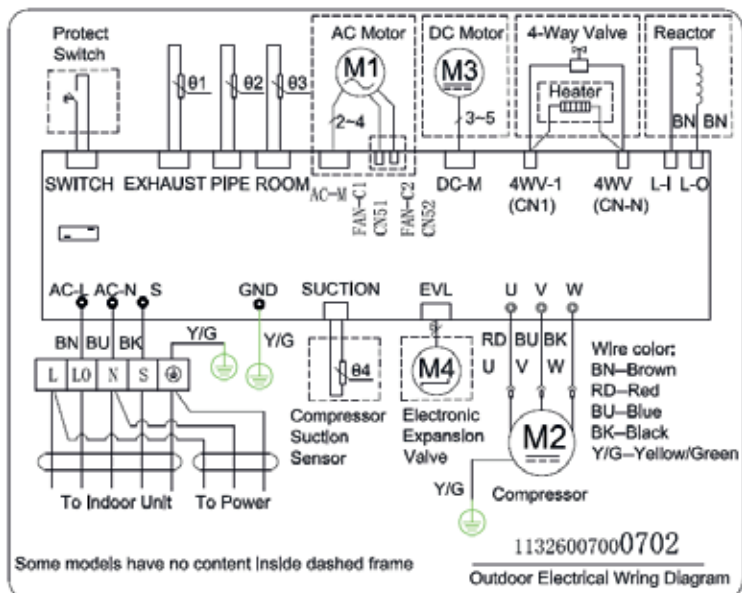 Protect
Switch
AC Motor
DC Motor
4-Way Valve
Reactor
M1
M3
Heater
θ1
θ2
θ3
2~4
3~5
BN
BN
SWITCH
EXHAUST
PIPE
ROOM
AC-M
FAN-C1
CN51
FAN-C2
CN52
DC-M
4WV-1
(CN1)
4WV
(CN-N)
L-I
L-O
AC-L
AC-N
S
GND
SUCTION
EVL
U
V
W
BN
BU
BK
Y/G
Y/G
RD
BU
BK
U
V
W
L
LO
N
S
θ4
M4
M2
Wire color:
BN—Brown
RD—Red
BU—Blue
BK—Black
Y/G—Yellow/Green
Compressor
Suction
Sensor
Electronic
Expansion
Valve
Y/G
Compressor
To Indoor Unit
To Power
Some models have no content inside dashed frame
11326007000702
Outdoor Electrical Wring Diagram